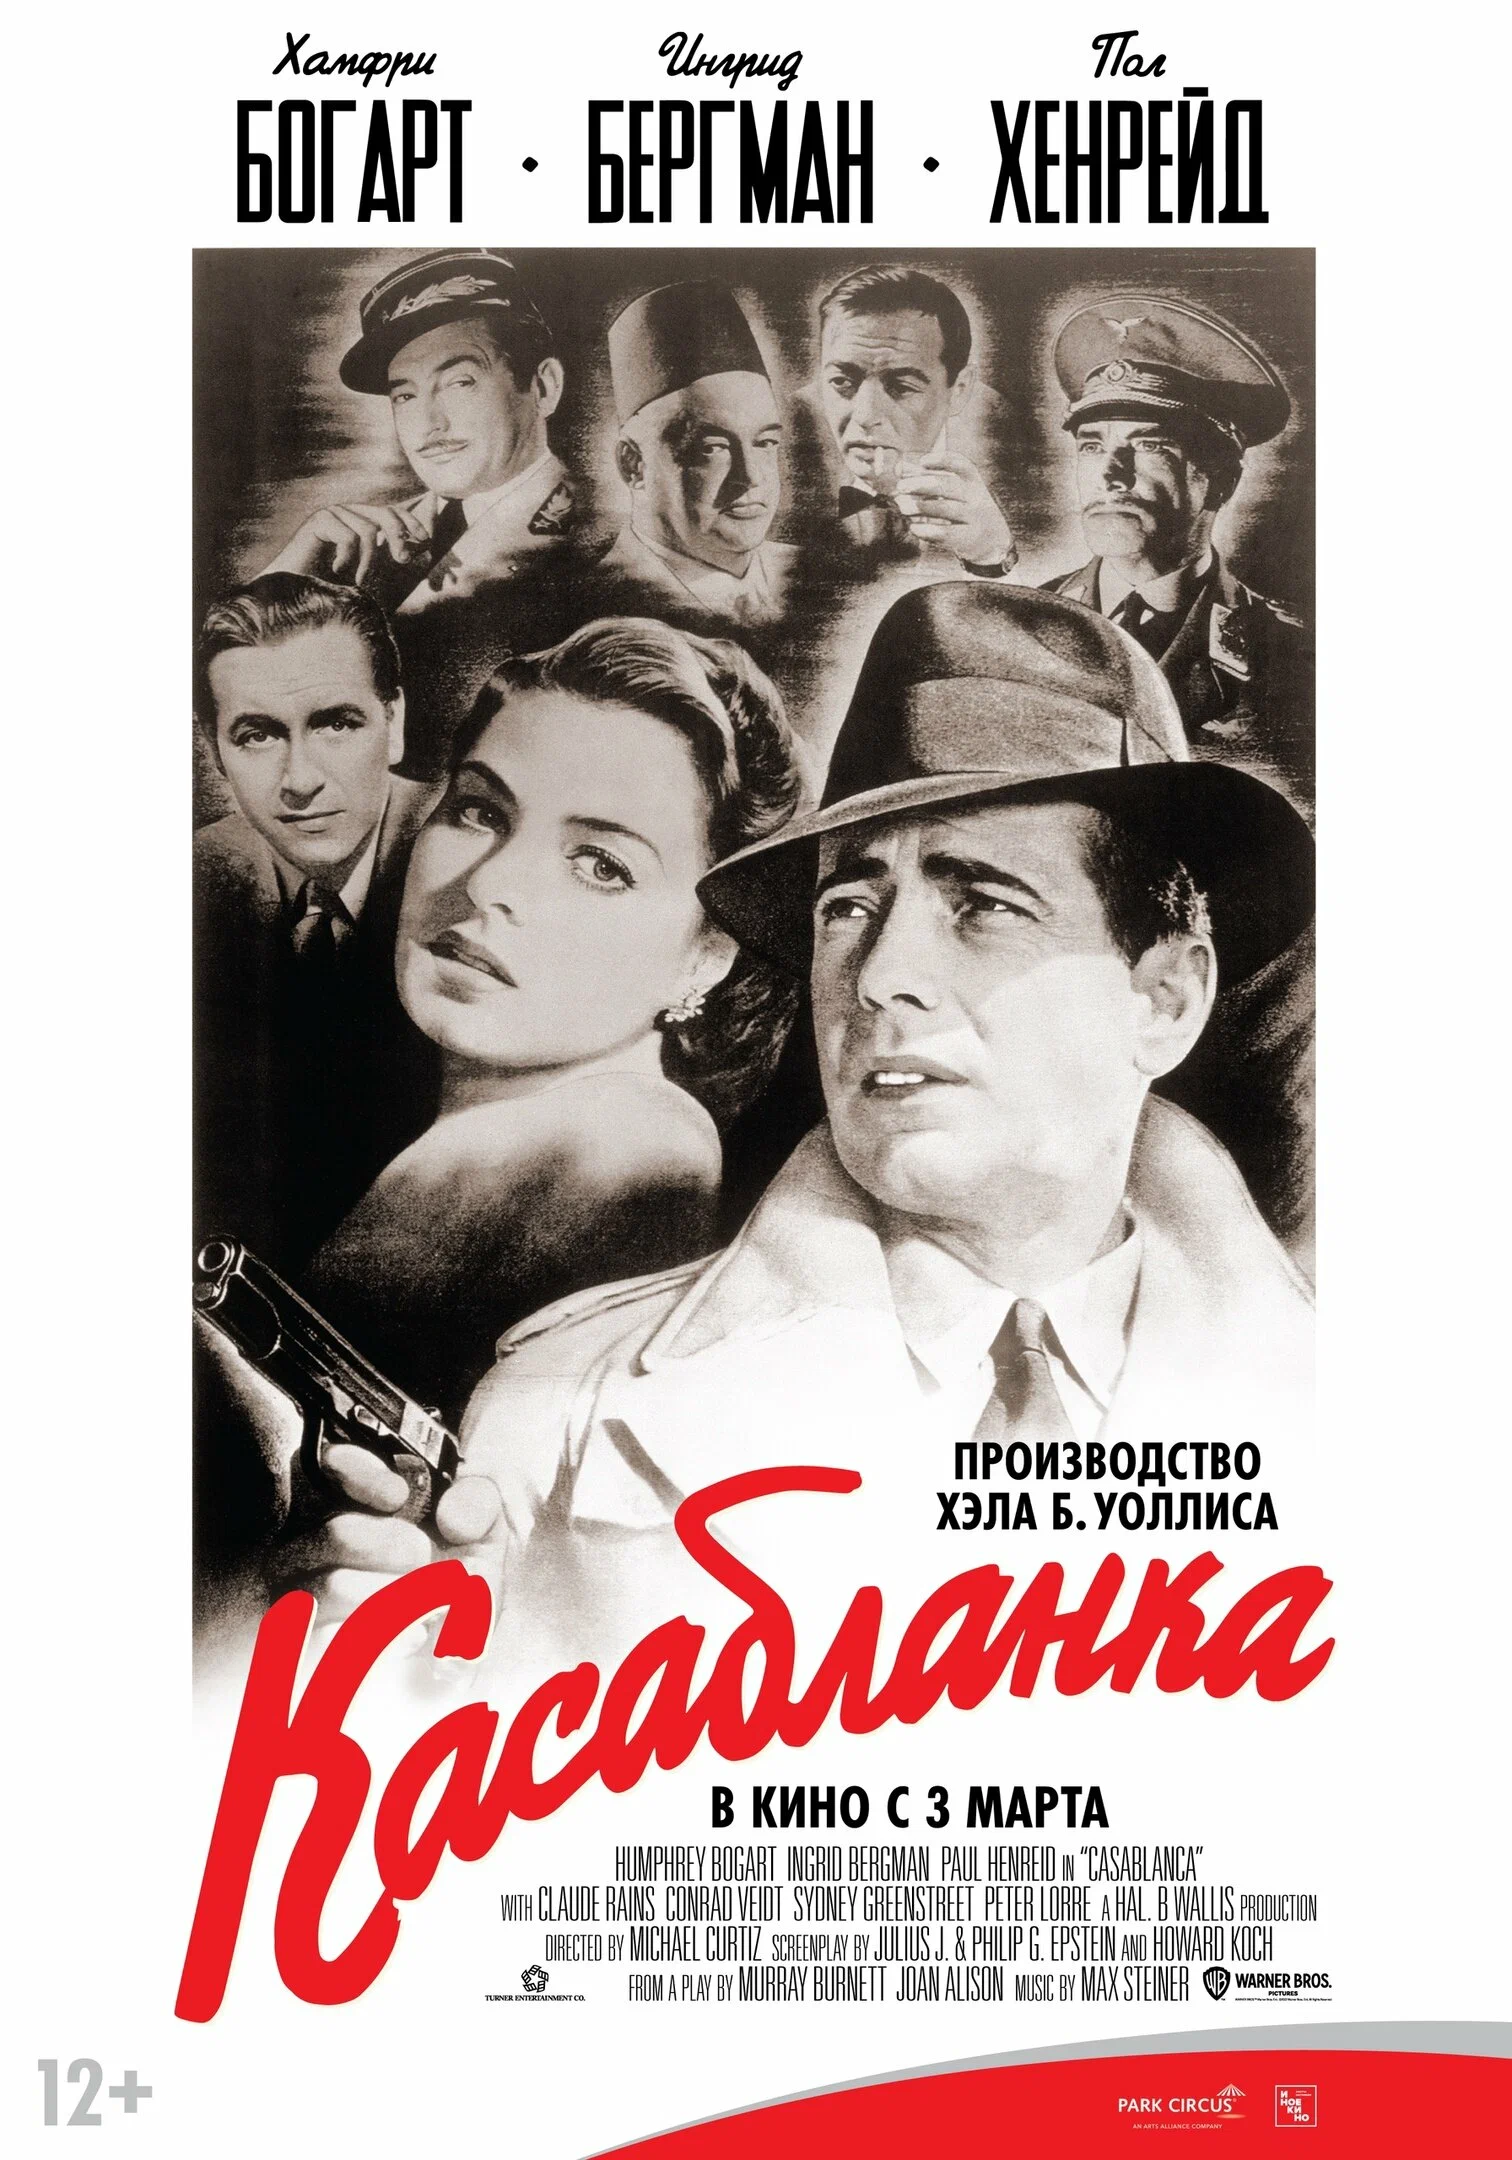 Хамфри Ингрид Пол
БОГАРТ · БЕРГМАН · ХЕНРЕЙД
ПРОИЗВОДСТВО
ХЭЛА Б. УОЛЛИСА
Касабланка
В КИНО С 3 МАРТА
HUMPHREY BOGART INGRID BERGMAN PAUL HENREID IN "CASABLANCA"
WITH CLAUDE RAINS CONRAD VEIDT SYDNEY GREENSTREET PETER LORRE A HAL. B WALLIS PRODUCTION
DIRECTED BY MICHAEL CURTIZ SCREENPLAY BY JULIUS J. & PHILIP G. EPSTEIN AND HOWARD KOCH
FROM A PLAY BY MURRAY BURNETT JOAN ALISON MUSIC BY MAX STEINER
TURNER ENTERTAINMENT CO.
WB WARNER BROS.
PICTURES
12+
PARK CIRCUS
AN ARTS ALLIANCE COMPANY
ИНОЕКИНО